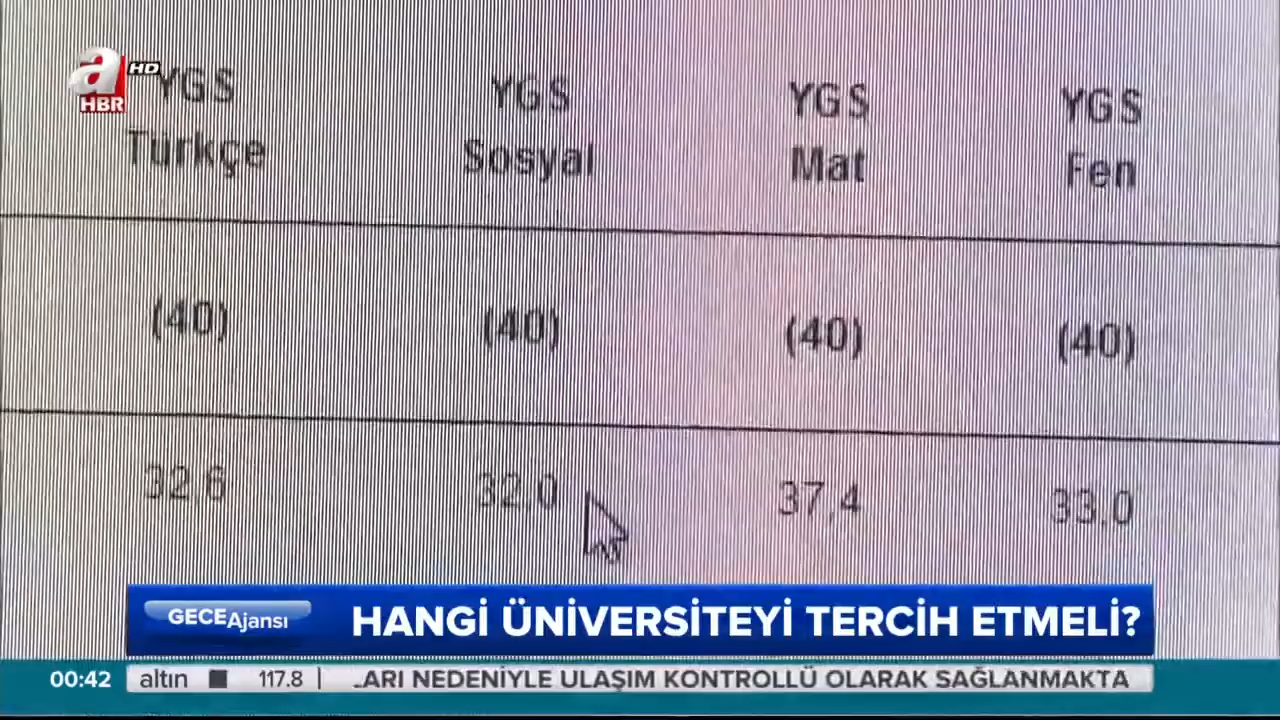 a
HBR
HD
YGS YGS YGS YGS
Türkçe Sosyal Mat Fen
(40) (40) (40) (40)
32,6 32,0 37,4 33,0
GECE Ajansı
HANGİ ÜNİVERSİTEYİ TERCİH ETMELİ?
00:42 altın 117.8 | ARI NEDENİYLE ULAŞIM KONTROLLÜ OLARAK SAĞLANMAKTA